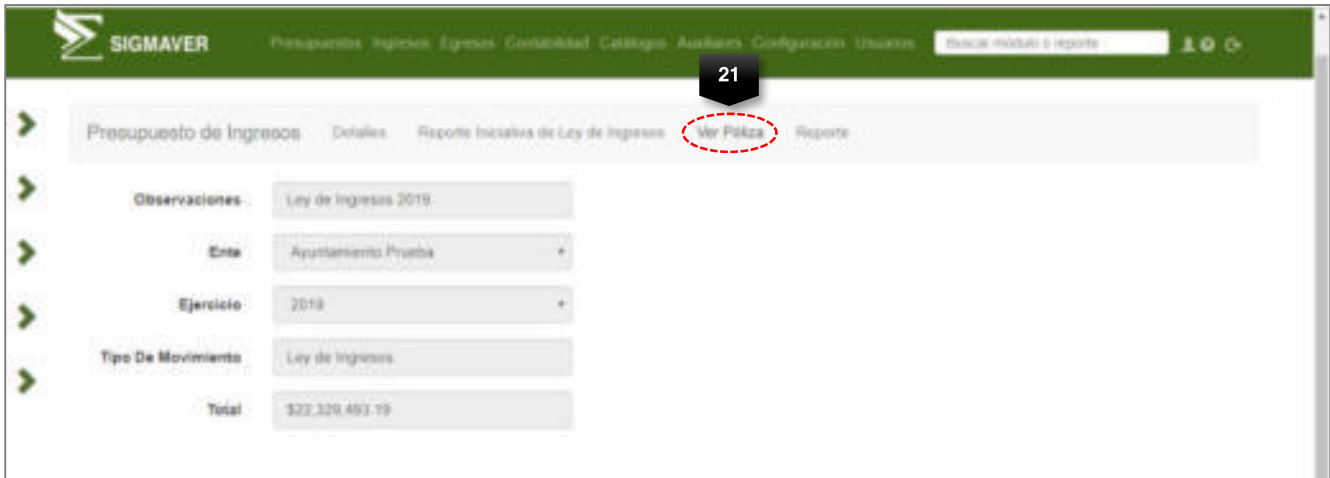 SIGMAVER Presupuestos Ingresos Egresos Contabilidad Catálogos Auxiliares Configuración Usuarios Buscar módulo o reporte
21
Presupuesto de Ingresos Detalles Reporte Iniciativa de Ley de Ingresos Ver Póliza Reporte
Observaciones Ley de Ingresos 2019
Ente Ayuntamiento Prueba
Ejercicio 2019
Tipo De Movimiento Ley de Ingresos
Total $22,329,493.19